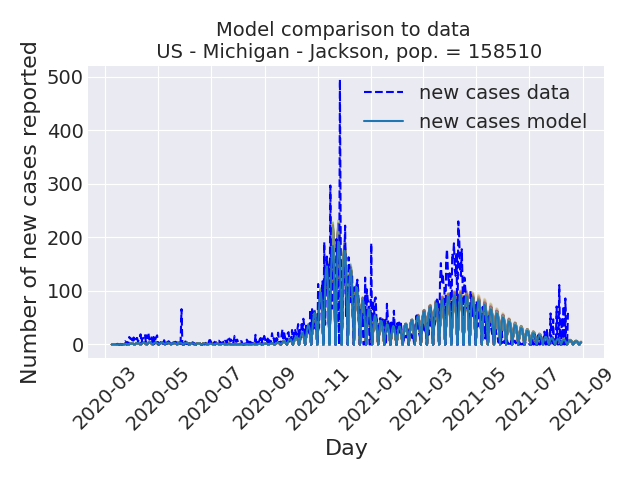 Model comparison to data
US - Michigan - Jackson, pop. = 158510
Number of new cases reported
500
400
300
200
100
0
new cases data
new cases model
2020-03
2020-05
2020-07
2020-09
2020-11
2021-01
2021-03
2021-05
2021-07
2021-09
Day